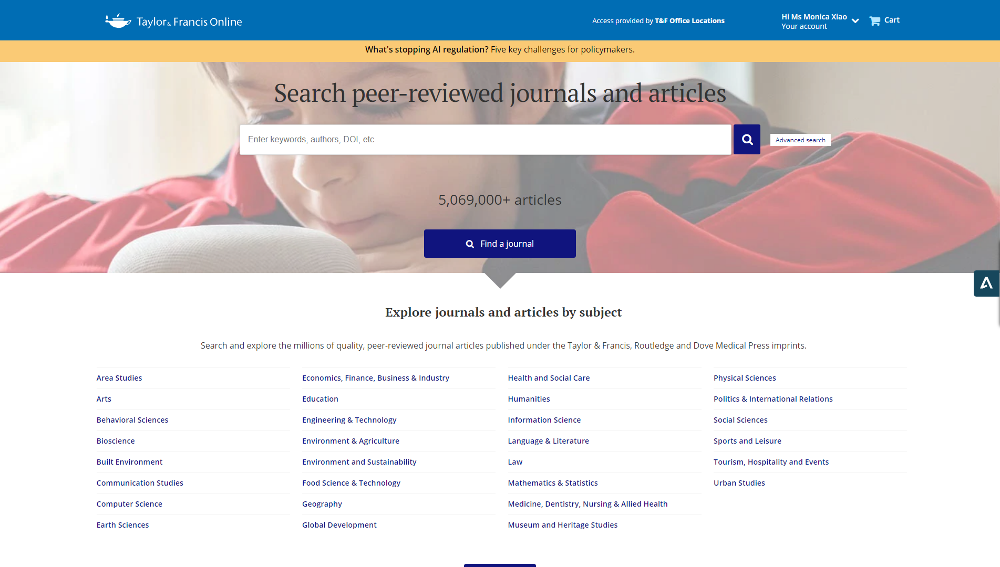 Taylor & Francis Online
Access provided by T&F Office Locations
Hi Ms Monica Xiao
Your account
Cart
What's stopping AI regulation? Five key challenges for policymakers.
Search peer-reviewed journals and articles
Enter keywords, authors, DOI, etc
Advanced search
5,069,000+ articles
Find a journal
Explore journals and articles by subject
Search and explore the millions of quality, peer-reviewed journal articles published under the Taylor & Francis, Routledge and Dove Medical Press imprints.
Area Studies
Arts
Behavioral Sciences
Bioscience
Built Environment
Communication Studies
Computer Science
Earth Sciences
Economics, Finance, Business & Industry
Education
Engineering & Technology
Environment & Agriculture
Environment and Sustainability
Food Science & Technology
Geography
Global Development
Health and Social Care
Humanities
Information Science
Language & Literature
Law
Mathematics & Statistics
Medicine, Dentistry, Nursing & Allied Health
Museum and Heritage Studies
Physical Sciences
Politics & International Relations
Social Sciences
Sports and Leisure
Tourism, Hospitality and Events
Urban Studies